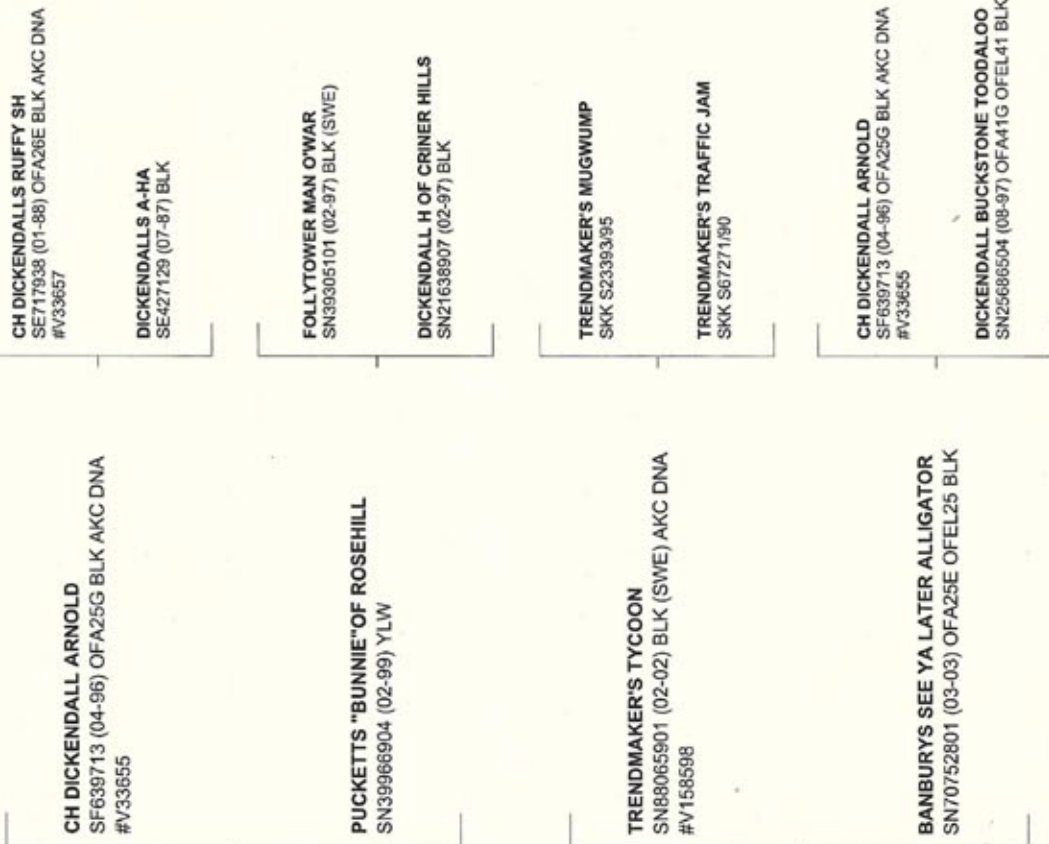 CH DICKENDALL ARNOLD
SF639713 (04-96) OFA25G BLK AKC DNA
#V33655
PUCKETTS "BUNNIE"OF ROSEHILL
SN39966904 (02-99) YLW
TRENDMAKER'S TYCOON
SN88065901 (02-02) BLK (SWE) AKC DNA
#V158598
BANBURYS SEE YA LATER ALLIGATOR
SN70752801 (03-03) OFA25E OFEL25 BLK
CH DICKENDALLS RUFFY SH
SE717938 (01-88) OFA26E BLK AKC DNA
#V33657
DICKENDALLS A-HA
SE427129 (07-87) BLK
FOLLYTOWER MAN O'WAR
SN39305101 (02-97) BLK (SWE)
DICKENDALL H OF CRINER HILLS
SN21638907 (02-97) BLK
TRENDMAKER'S MUGWUMP
SKK S23393/95
TRENDMAKER'S TRAFFIC JAM
SKK S67271/90
CH DICKENDALL ARNOLD
SF639713 (04-96) OFA25G BLK AKC DNA
#V33655
DICKENDALL BUCKSTONE TOODALOO
SN25686504 (08-97) OFA41G OFEL41 BLK